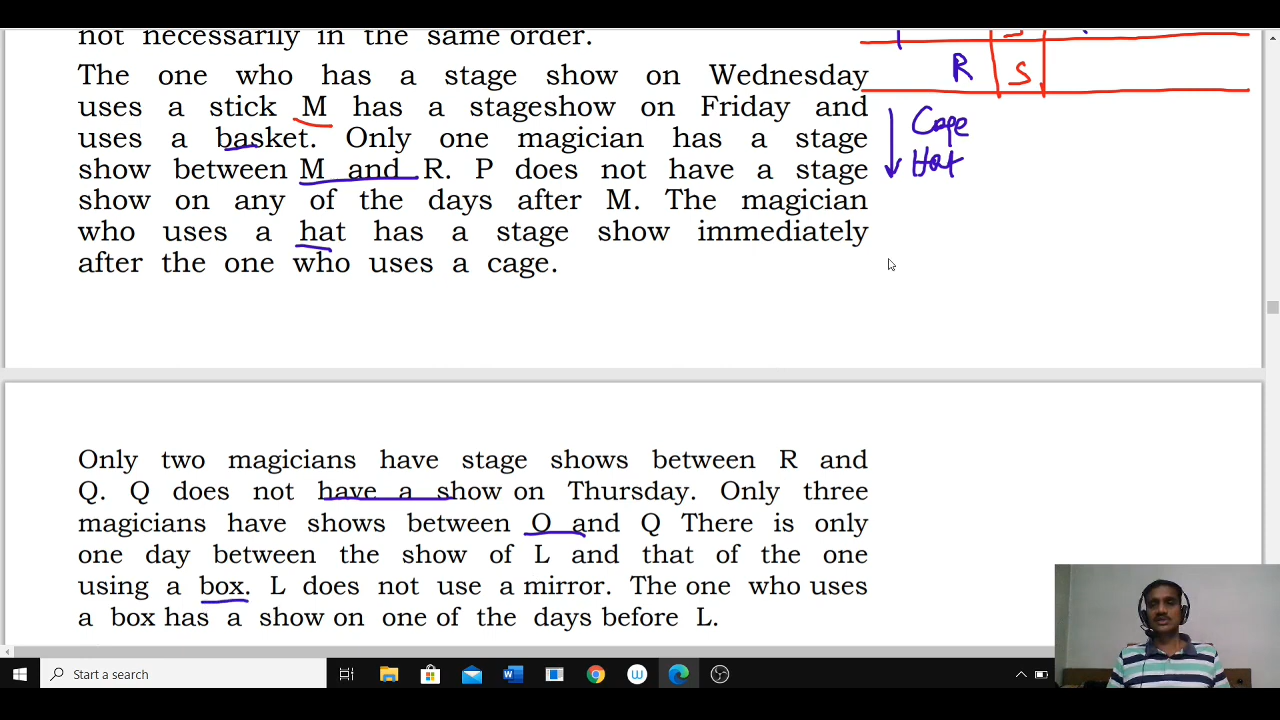 not necessarily in the same order.
The one who has a stage show on Wednesday
uses a stick M has a stageshow on Friday and
uses a basket. Only one magician has a stage
show between M and R. P does not have a stage
show on any of the days after M. The magician
who uses a hat has a stage show immediately
after the one who uses a cage.
R S
Cage
Hat
Only two magicians have stage shows between R and
Q. Q does not have a show on Thursday. Only three
magicians have shows between O and Q There is only
one day between the show of L and that of the one
using a box. L does not use a mirror. The one who uses
a box has a show on one of the days before L.
Start a search